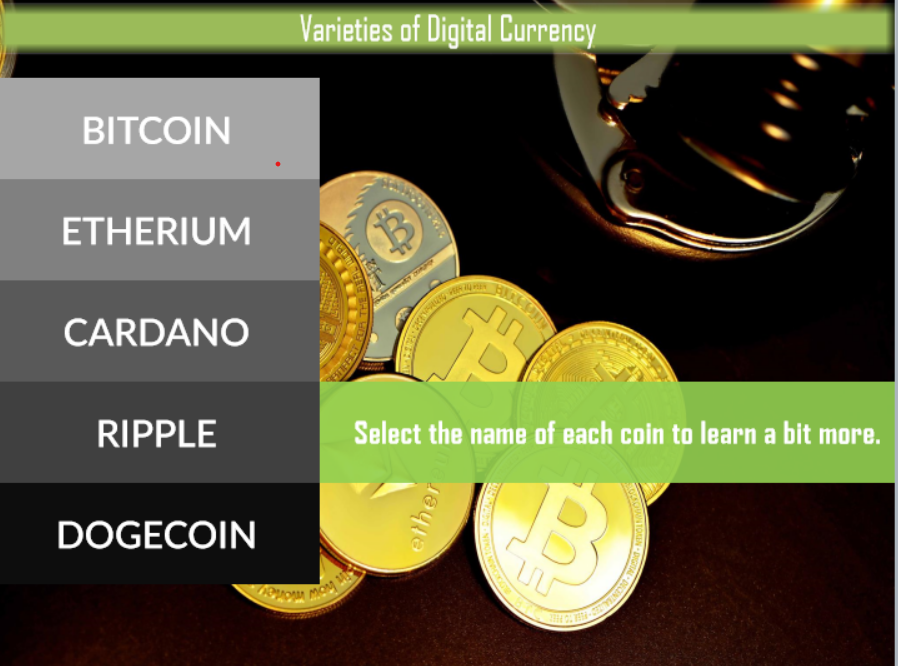 Varieties of Digital Currency
BITCOIN
ETHERIUM
CARDANO
RIPPLE
Select the name of each coin to learn a bit more.
DOGECOIN